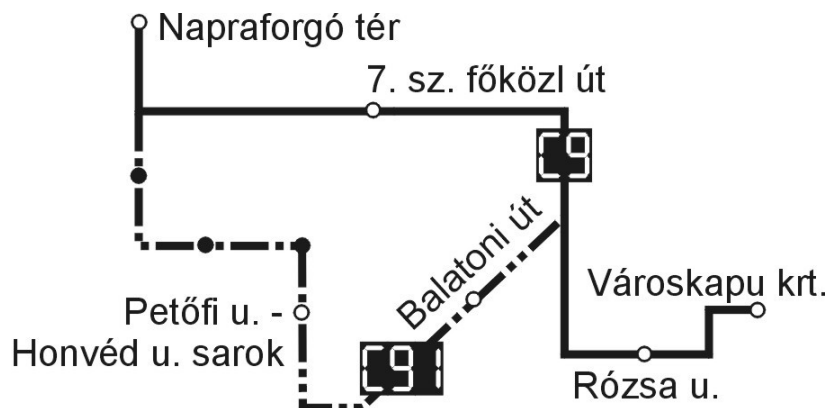 Napraforgó tér
7. sz. főközl út
C9
Balatoni út
Városkapu krt.
Petőfi u. -
Honvéd u. sarok
C91
Rózsa u.